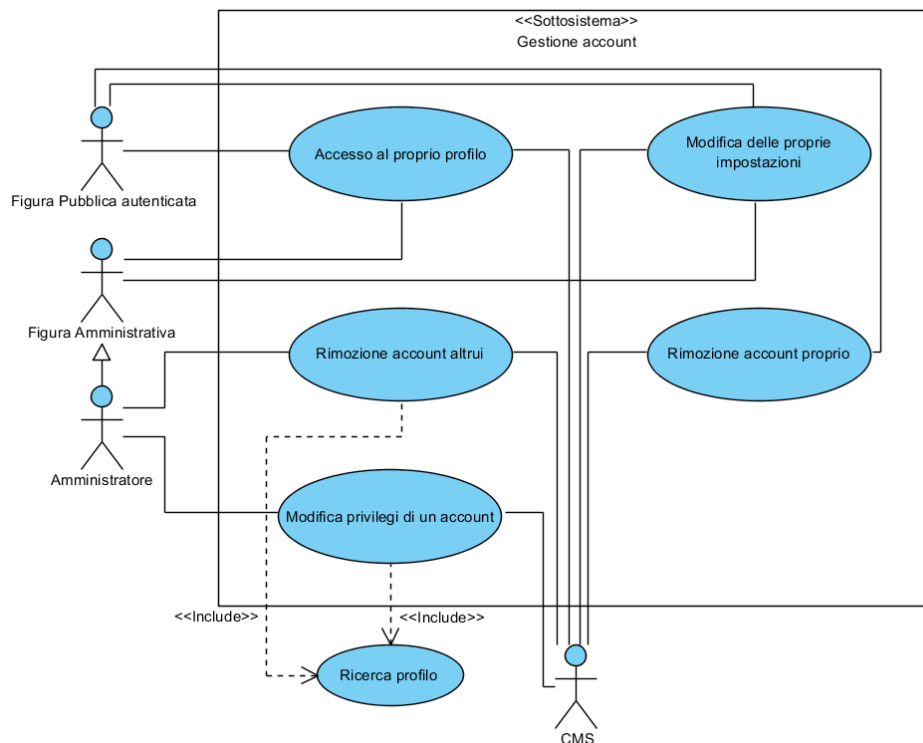 <<Sottosistema>>
Gestione account
Accesso al proprio profilo
Modifica delle proprie
impostazioni
Figura Pubblica autenticata
Figura Amministrativa
Rimozione account altrui
Rimozione account proprio
Amministratore
Modifica privilegi di un account
<<Include>>
<<Include>>
Ricerca profilo
CMS